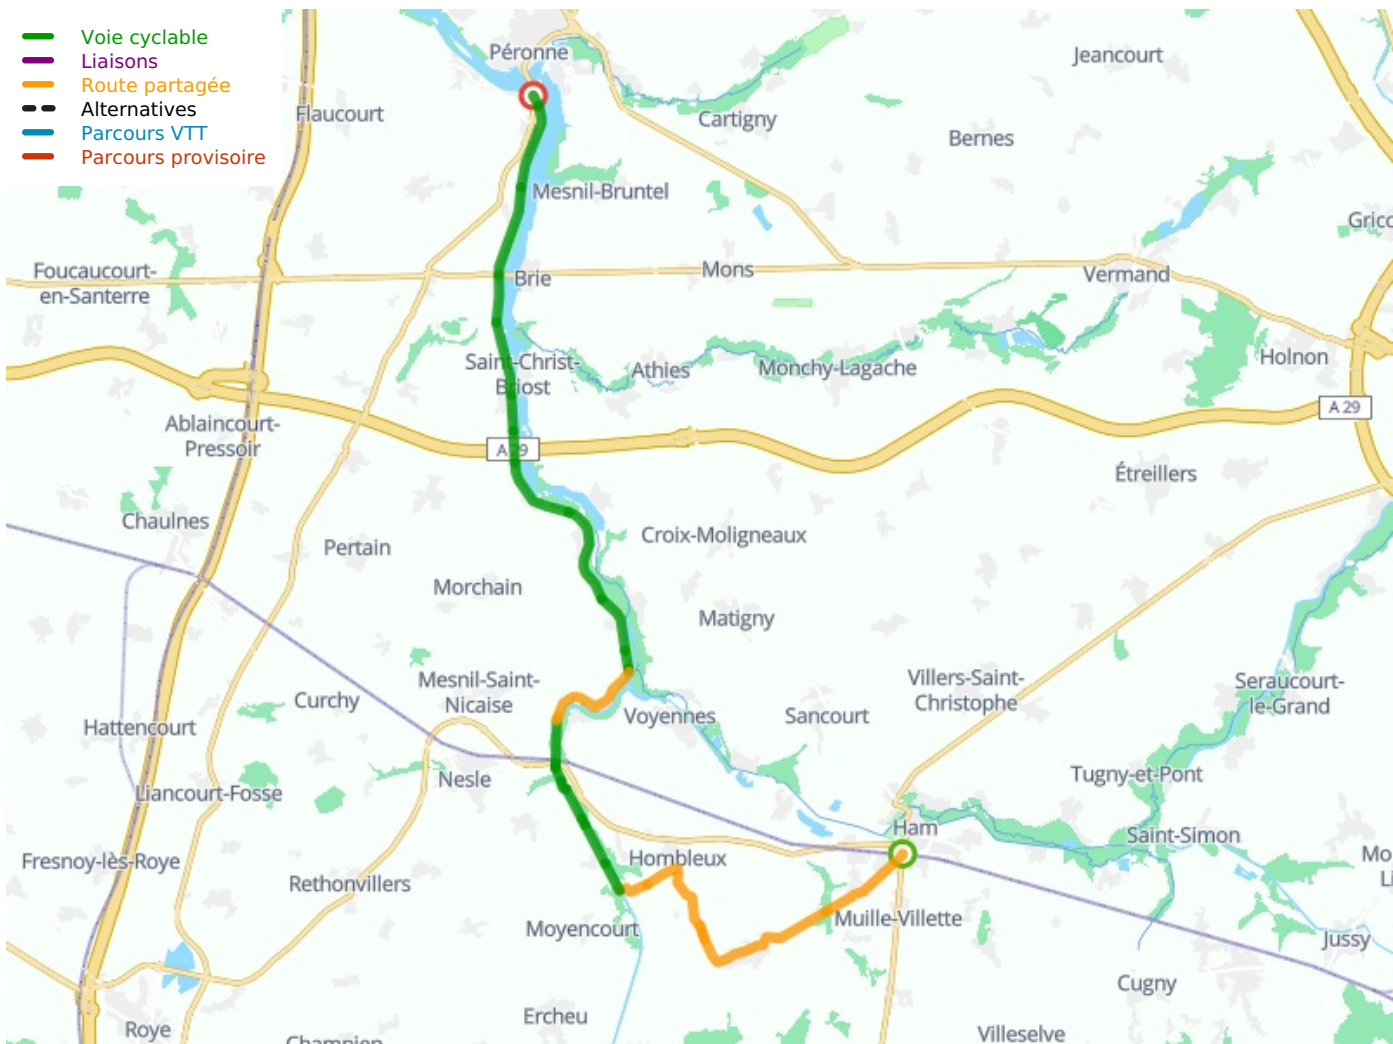 Voie cyclable
Liaisons
Route partagée
Alternatives
Parcours VTT
Parcours provisoire
Péronne
Jeancourt
Flaucourt
Cartigny
Bernes
Mesnil-Bruntel
Gricc
Foucaucourt-
en-Santerre
Brie
Mons
Vermand
Saint-Christ-
Briost
Athies
Monchy-Lagache
Holnon
A 29
Ablaincourt-
Pressoir
A 29
Étreillers
Chaulnes
Croix-Moligneaux
Pertain
Morchain
Matigny
Mesnil-Saint-
Nicaise
Villers-Saint-
Christophe
Seraucourt-
le-Grand
Curchy
Voyennes
Sancourt
Hattencourt
Nesle
Tugny-et-Pont
Liancourt-Fosse
Ham
Saint-Simon
Fresnoy-lès-Roye
Hombleux
Mo
Li
Rethonvillers
Moyencourt
Muille-Villette
Jussy
Cugny
Ercheu
Roye
Villeselve
Champien